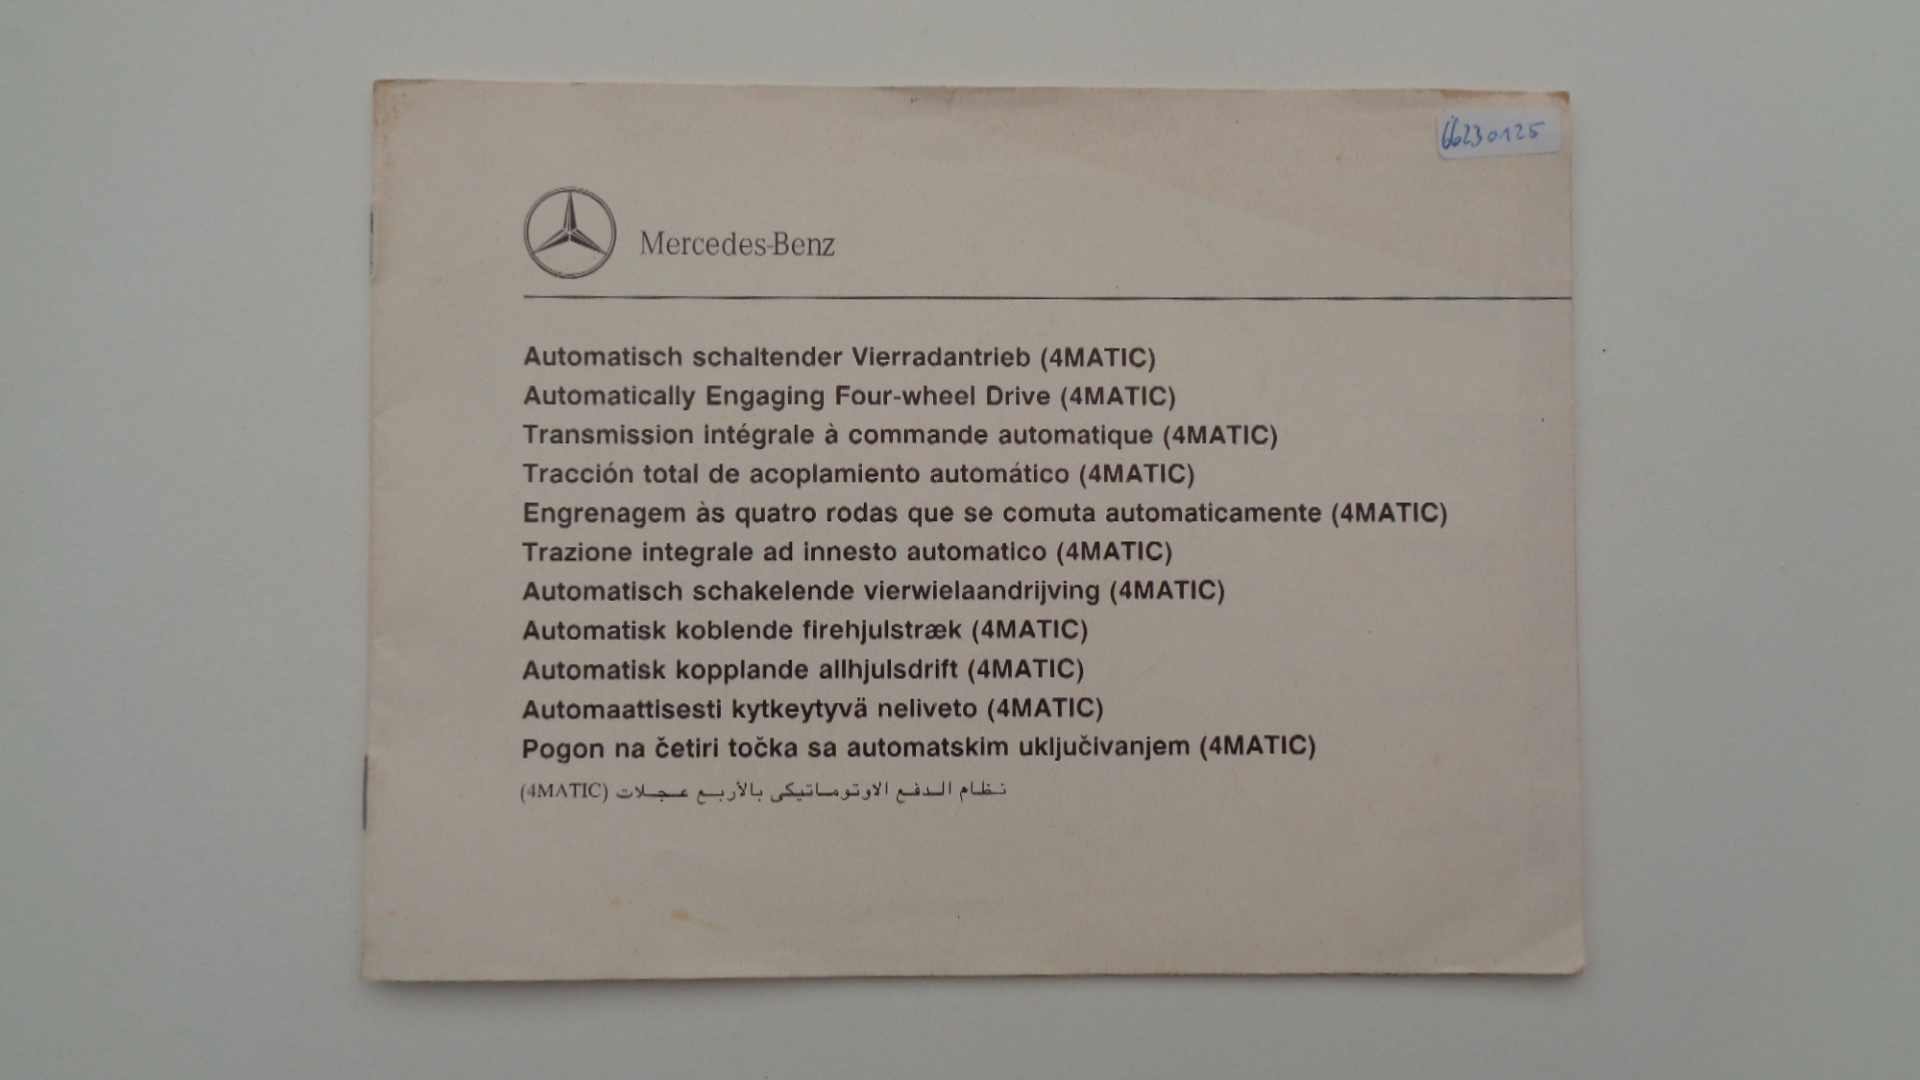 66230125
Mercedes-Benz
Automatisch schaltender Vierradantrieb (4MATIC)
Automatically Engaging Four-wheel Drive (4MATIC)
Transmission intégrale à commande automatique (4MATIC)
Tracción total de acoplamiento automático (4MATIC)
Engrenagem às quatro rodas que se comuta automaticamente (4MATIC)
Trazione integrale ad innesto automatico (4MATIC)
Automatisch schakelende vierwielaandrijving (4MATIC)
Automatisk koblende firehjulstræk (4MATIC)
Automatisk kopplande allhjulsdrift (4MATIC)
Automaattisesti kytkeytyvä neliveto (4MATIC)
Pogon na četiri točka sa automatskim uključivanjem (4MATIC)
نظام الدفع الاوتوماتيكى بالأربع عجلات (4MATIC)